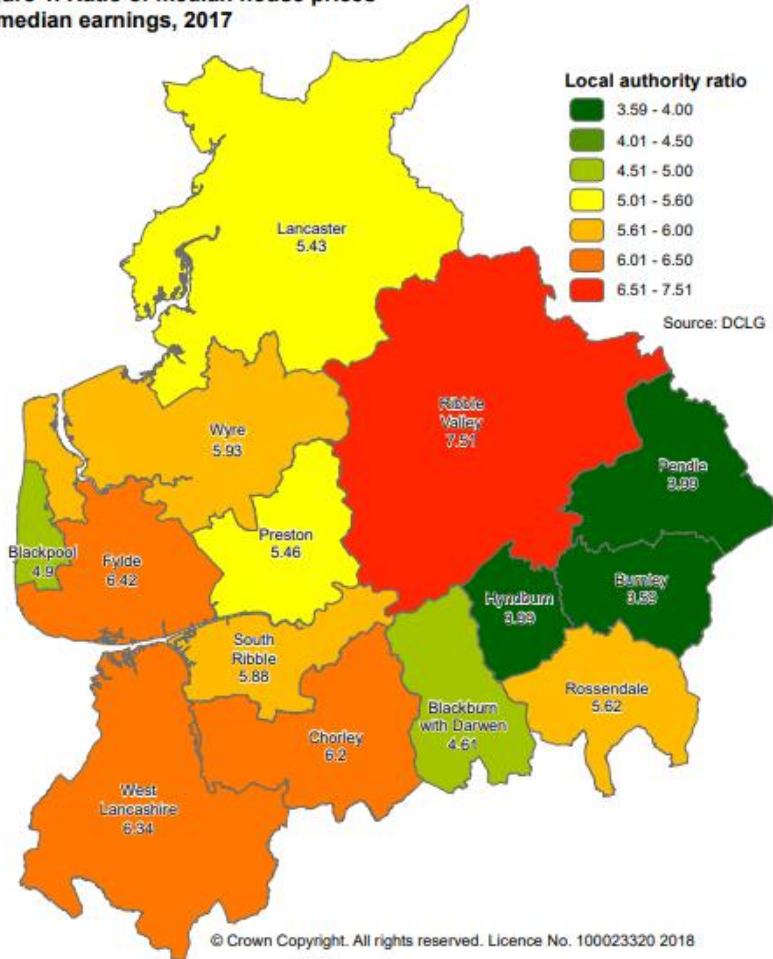 median earnings, 2017
Local authority ratio
3.59 - 4.00
4.01 - 4.50
4.51 - 5.00
5.01 - 5.60
5.61 - 6.00
6.01 - 6.50
6.51 - 7.51
Source: DCLG
Lancaster
5.43
Ribble
Valley
7.51
Wyre
5.93
Pendle
3.99
Preston
5.46
Blackpool
4.9
Fylde
6.42
Hyndburn
3.99
Burnley
3.59
South
Ribble
5.88
Rossendale
5.62
Blackburn
with Darwen
4.61
Chorley
6.2
West
Lancashire
6.34
© Crown Copyright. All rights reserved. Licence No. 100023320 2018